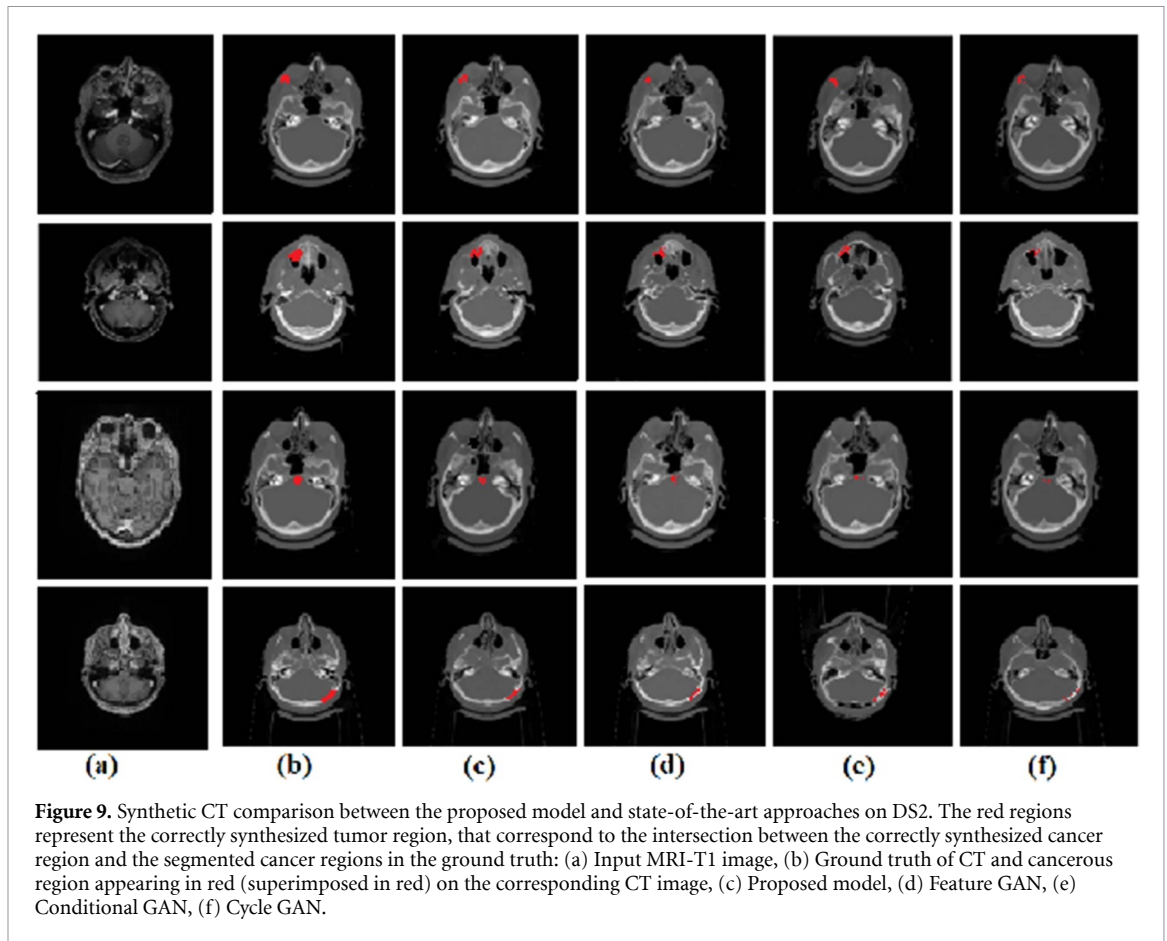 (a) (b) (c) (d) (e) (f)
Figure 9. Synthetic CT comparison between the proposed model and state-of-the-art approaches on DS2. The red regions
represent the correctly synthesized tumor region, that correspond to the intersection between the correctly synthesized cancer
region and the segmented cancer regions in the ground truth: (a) Input MRI-T1 image, (b) Ground truth of CT and cancerous
region appearing in red (superimposed in red) on the corresponding CT image, (c) Proposed model, (d) Feature GAN, (e)
Conditional GAN, (f) Cycle GAN.